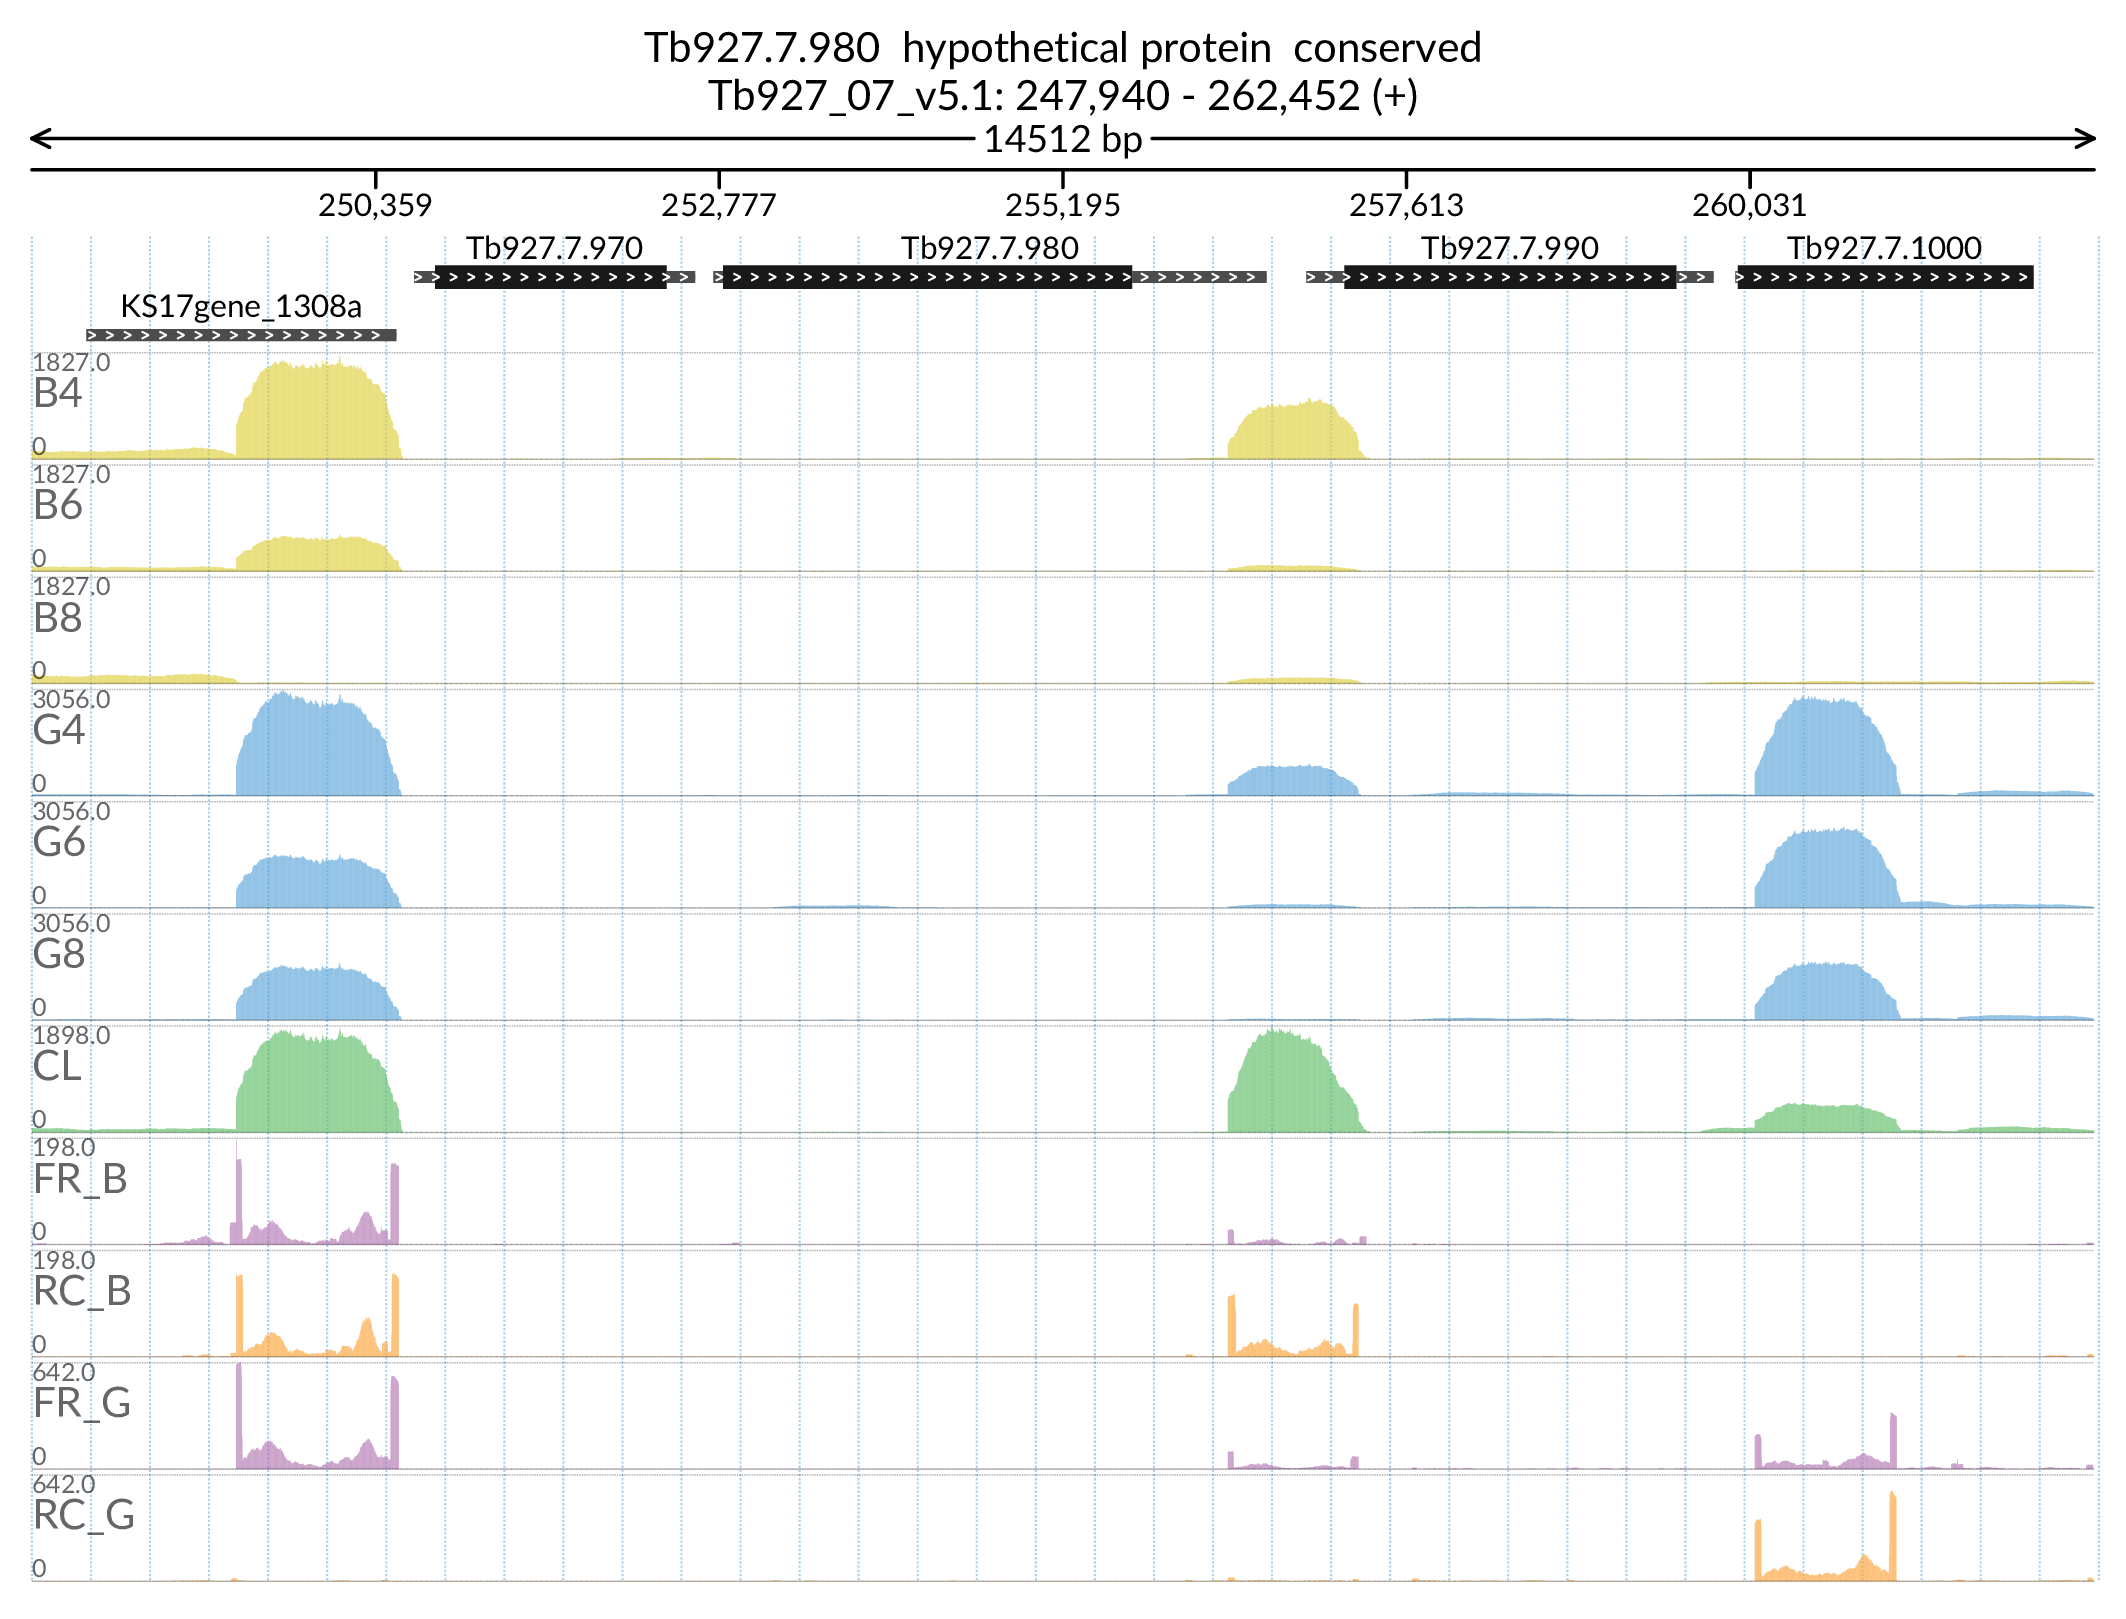 Tb927.7.980  hypothetical protein  conserved
Tb927_07_v5.1: 247,940 - 262,452 (+)
14512 bp
250,359 252,777 255,195 257,613 260,031
Tb927.7.970 Tb927.7.980 Tb927.7.990 Tb927.7.1000
KS17gene_1308a
1827.0
B4
0
1827.0
B6
0
1827.0
B8
0
3056.0
G4
0
3056.0
G6
0
3056.0
G8
0
1898.0
CL
0
198.0
FR_B
0
198.0
RC_B
0
642.0
FR_G
0
642.0
RC_G
0